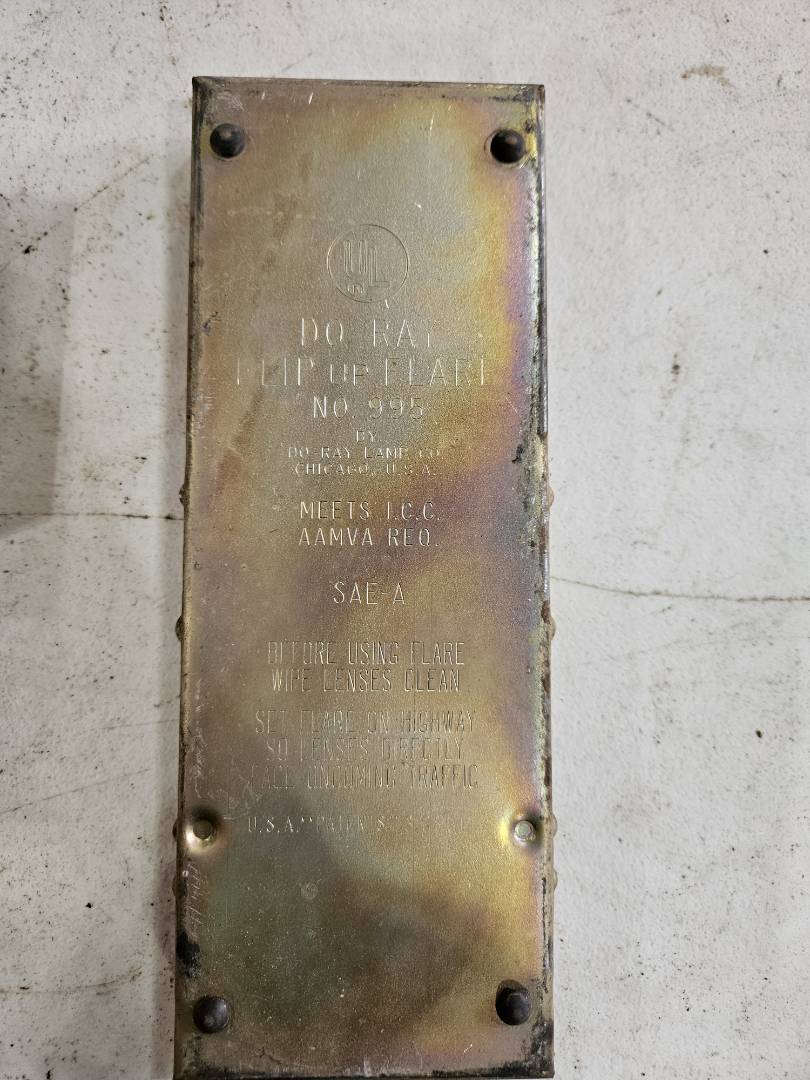 UL
DO RAY
FLIP UP FLARE
NO. 995
BY
DO-RAY LAMP CO.
CHICAGO, U.S.A.
MEETS I.C.C.
AAMVA REQ.
SAE-A
BEFORE USING FLARE
WIPE LENSES CLEAN
SET FLARE ON HIGHWAY
SO LENSES DIRECTLY
FACE ONCOMING TRAFFIC
U.S.A.